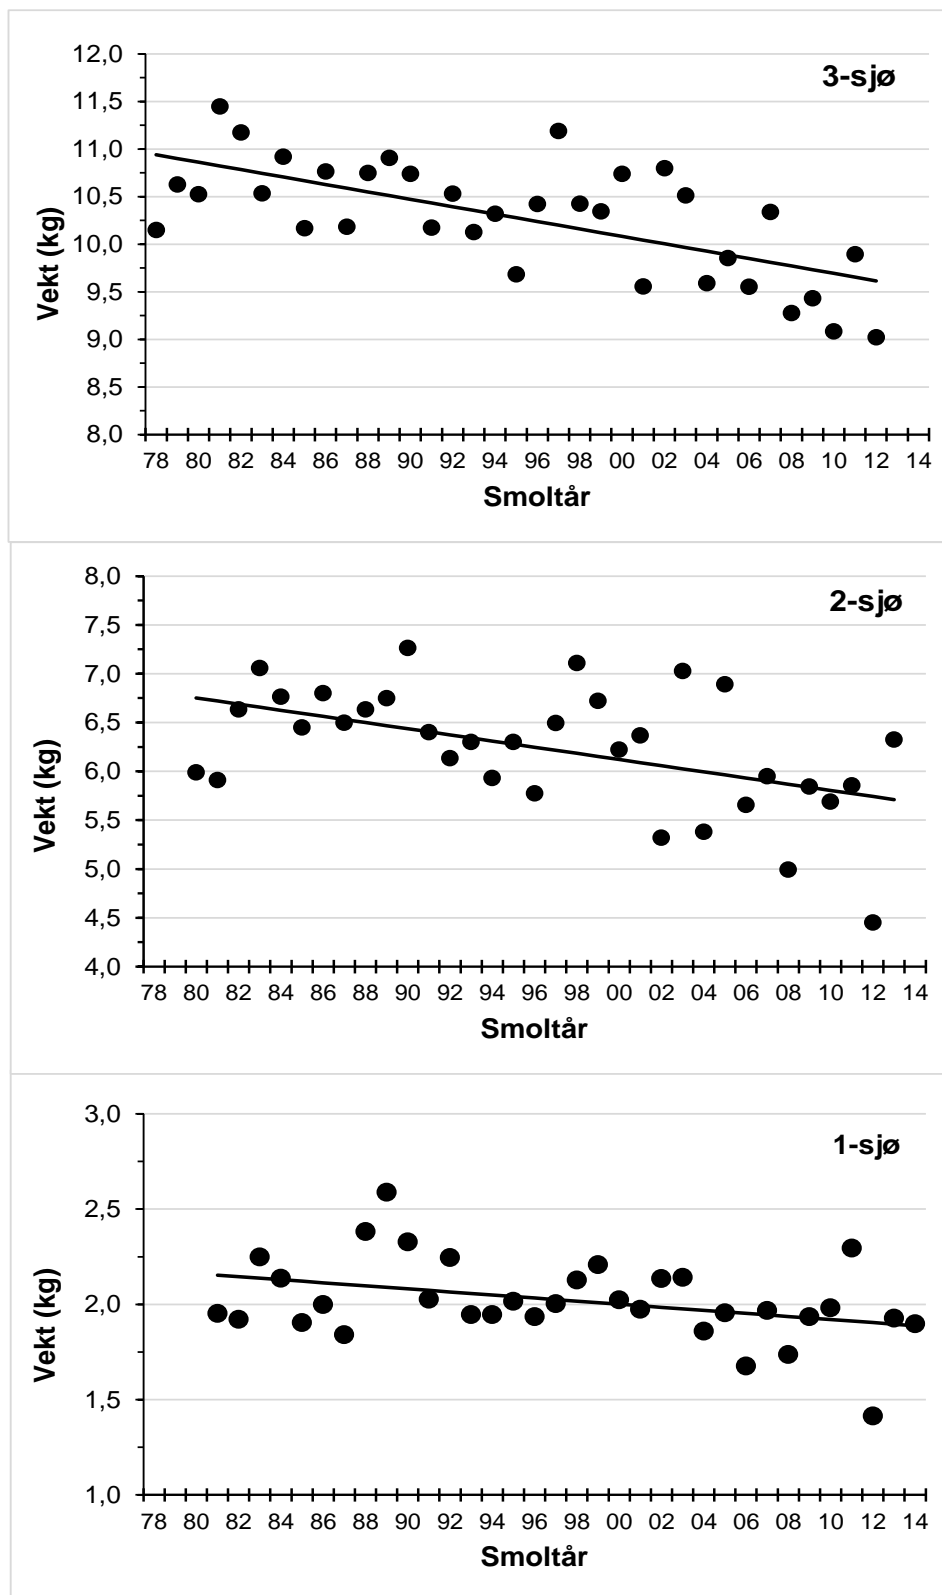 3-sjø
Vekt (kg)
12,0
11,5
11,0
10,5
10,0
9,5
9,0
8,5
8,0
78 80 82 84 86 88 90 92 94 96 98 00 02 04 06 08 10 12 14
Smoltår
2-sjø
Vekt (kg)
8,0
7,5
7,0
6,5
6,0
5,5
5,0
4,5
4,0
78 80 82 84 86 88 90 92 94 96 98 00 02 04 06 08 10 12 14
Smoltår
1-sjø
Vekt (kg)
3,0
2,5
2,0
1,5
1,0
78 80 82 84 86 88 90 92 94 96 98 00 02 04 06 08 10 12 14
Smoltår